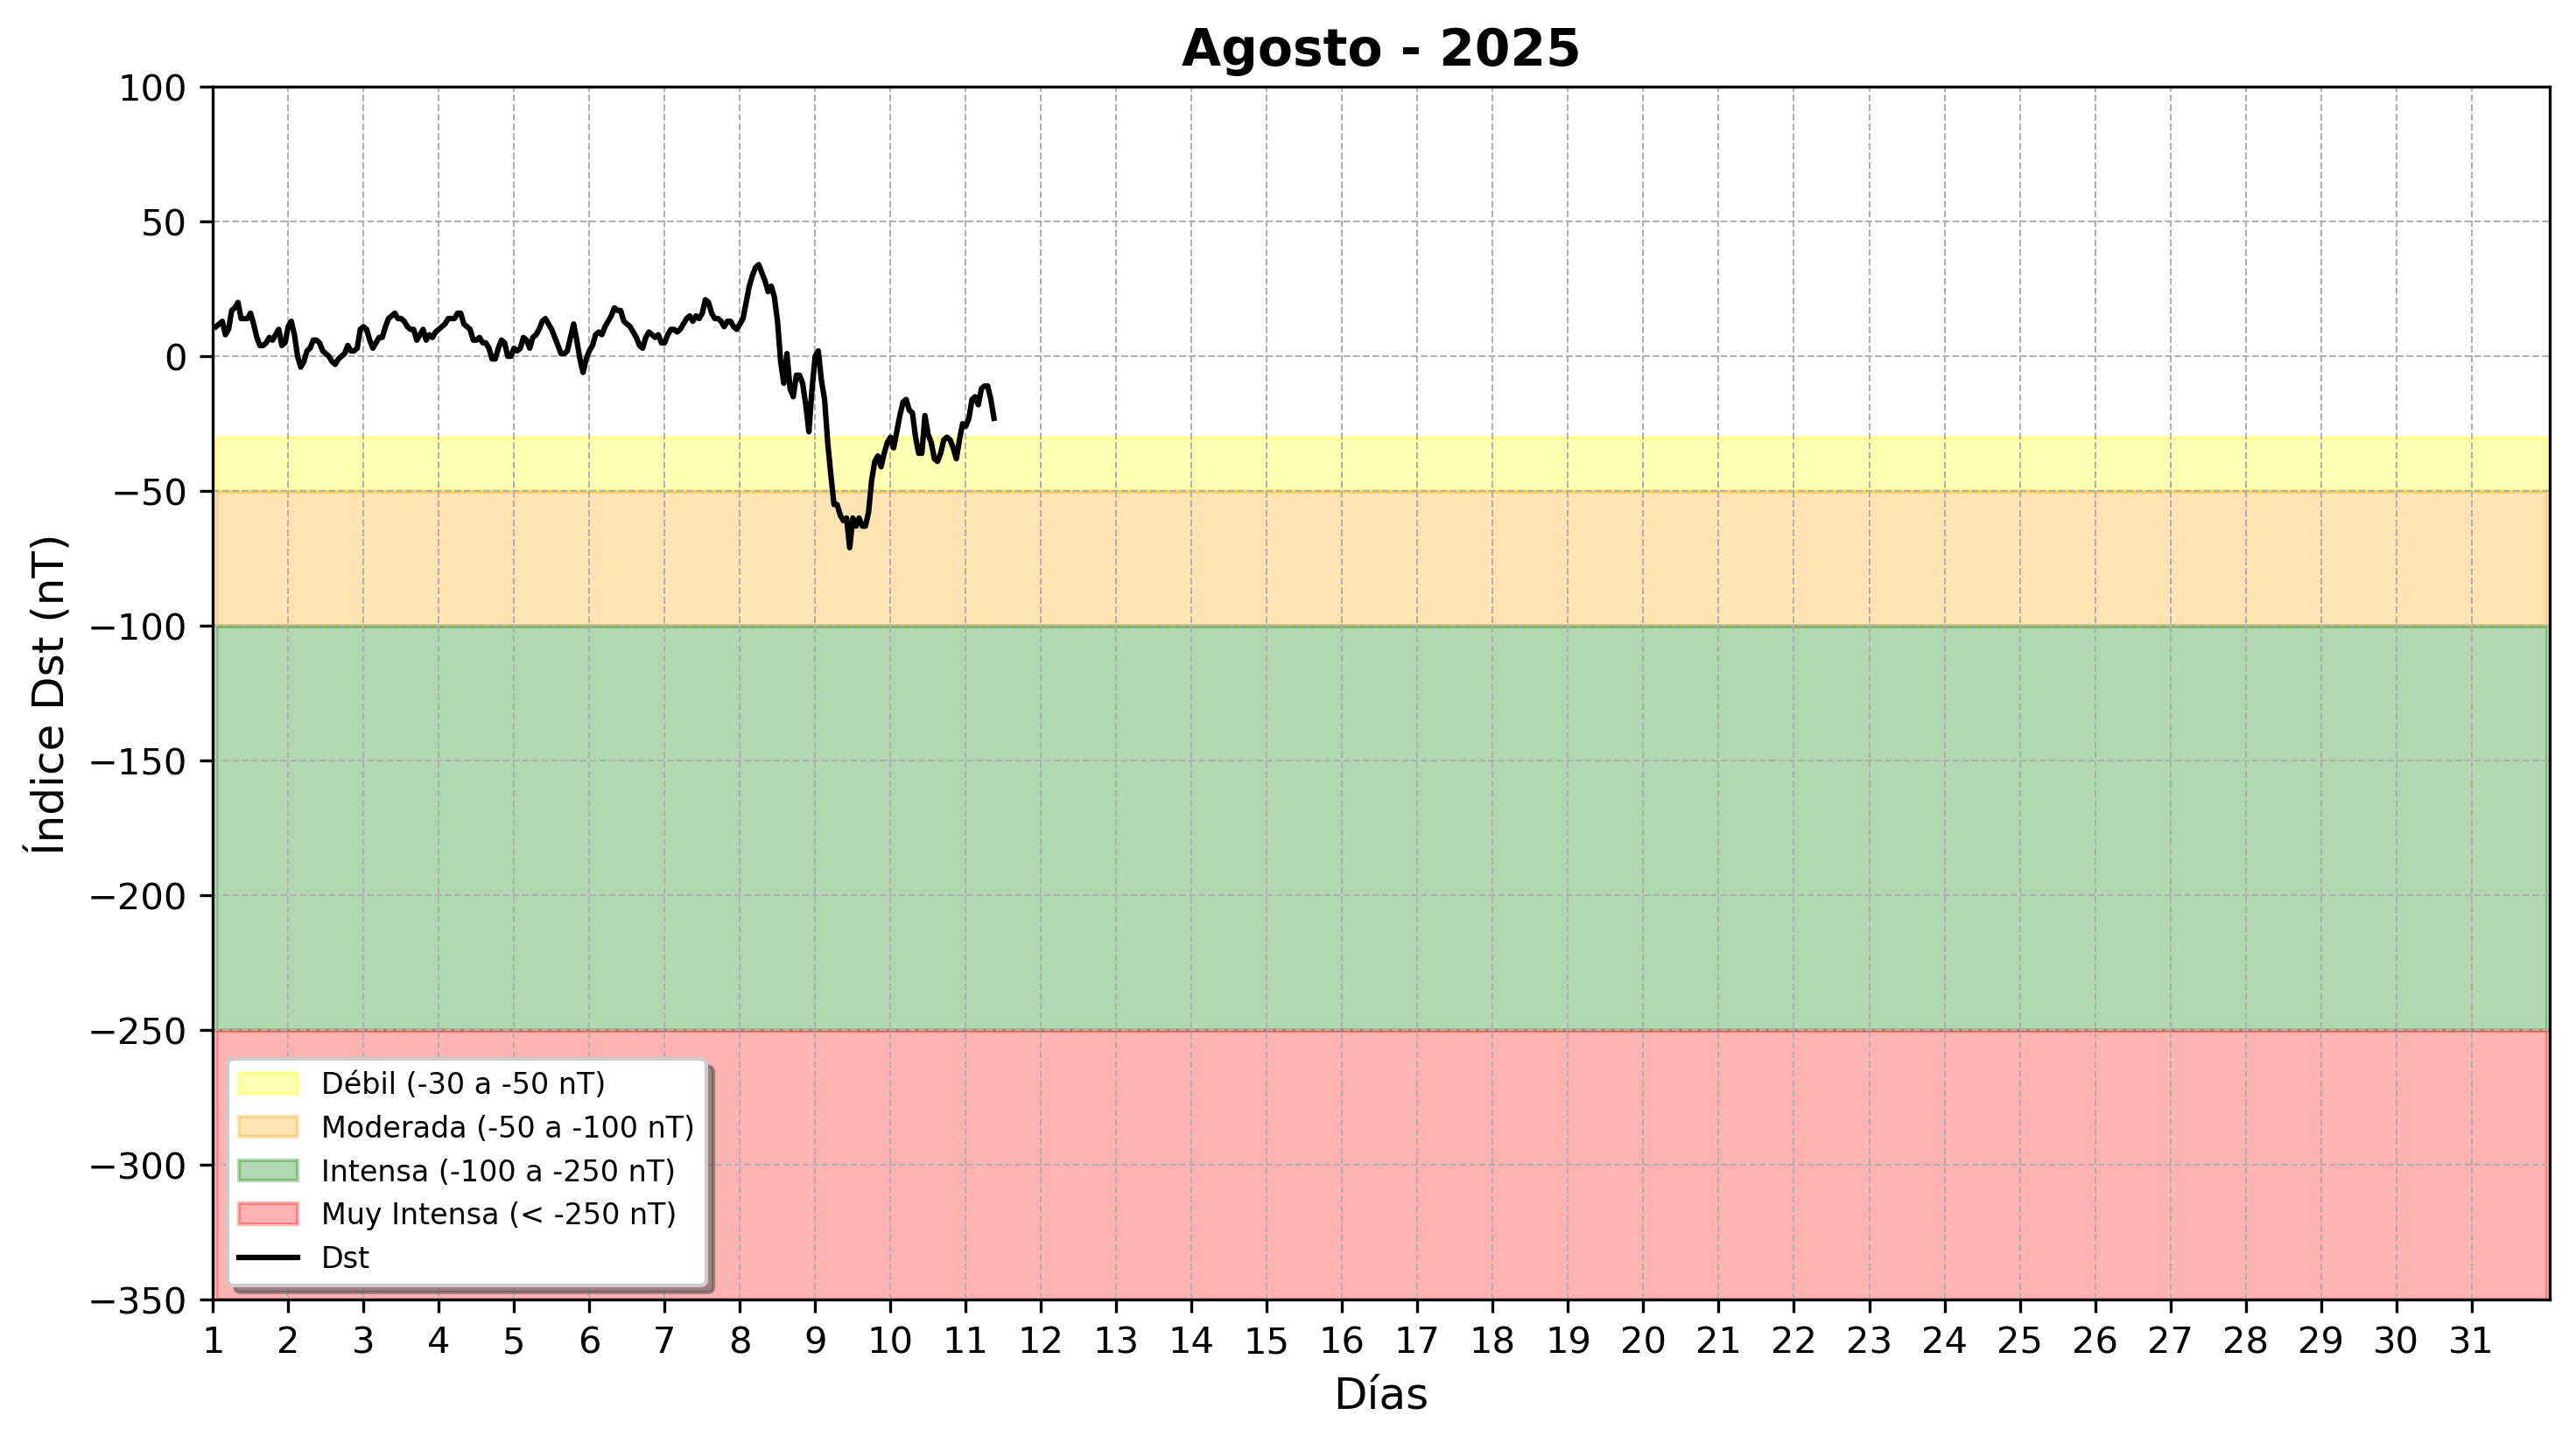 Agosto - 2025
100
50
0
−50
−100
−150
−200
−250
−300
−350
Índice Dst (nT)
Débil (-30 a -50 nT)
Moderada (-50 a -100 nT)
Intensa (-100 a -250 nT)
Muy Intensa (< -250 nT)
Dst
1 2 3 4 5 6 7 8 9 10 11 12 13 14 15 16 17 18 19 20 21 22 23 24 25 26 27 28 29 30 31
Días